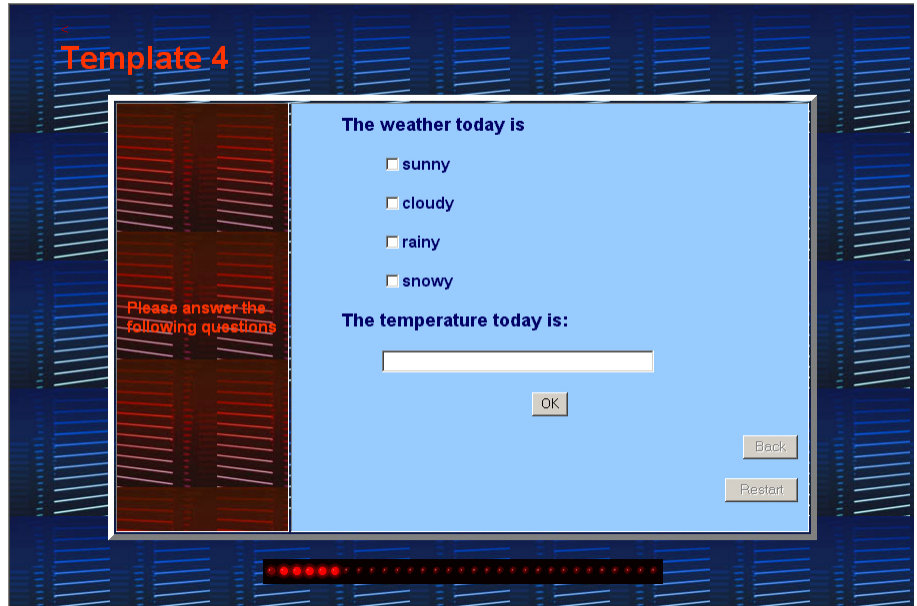 Template 4
The weather today is
sunny
cloudy
rainy
snowy
Please answer the
following questions
The temperature today is:
OK
Back
Restart